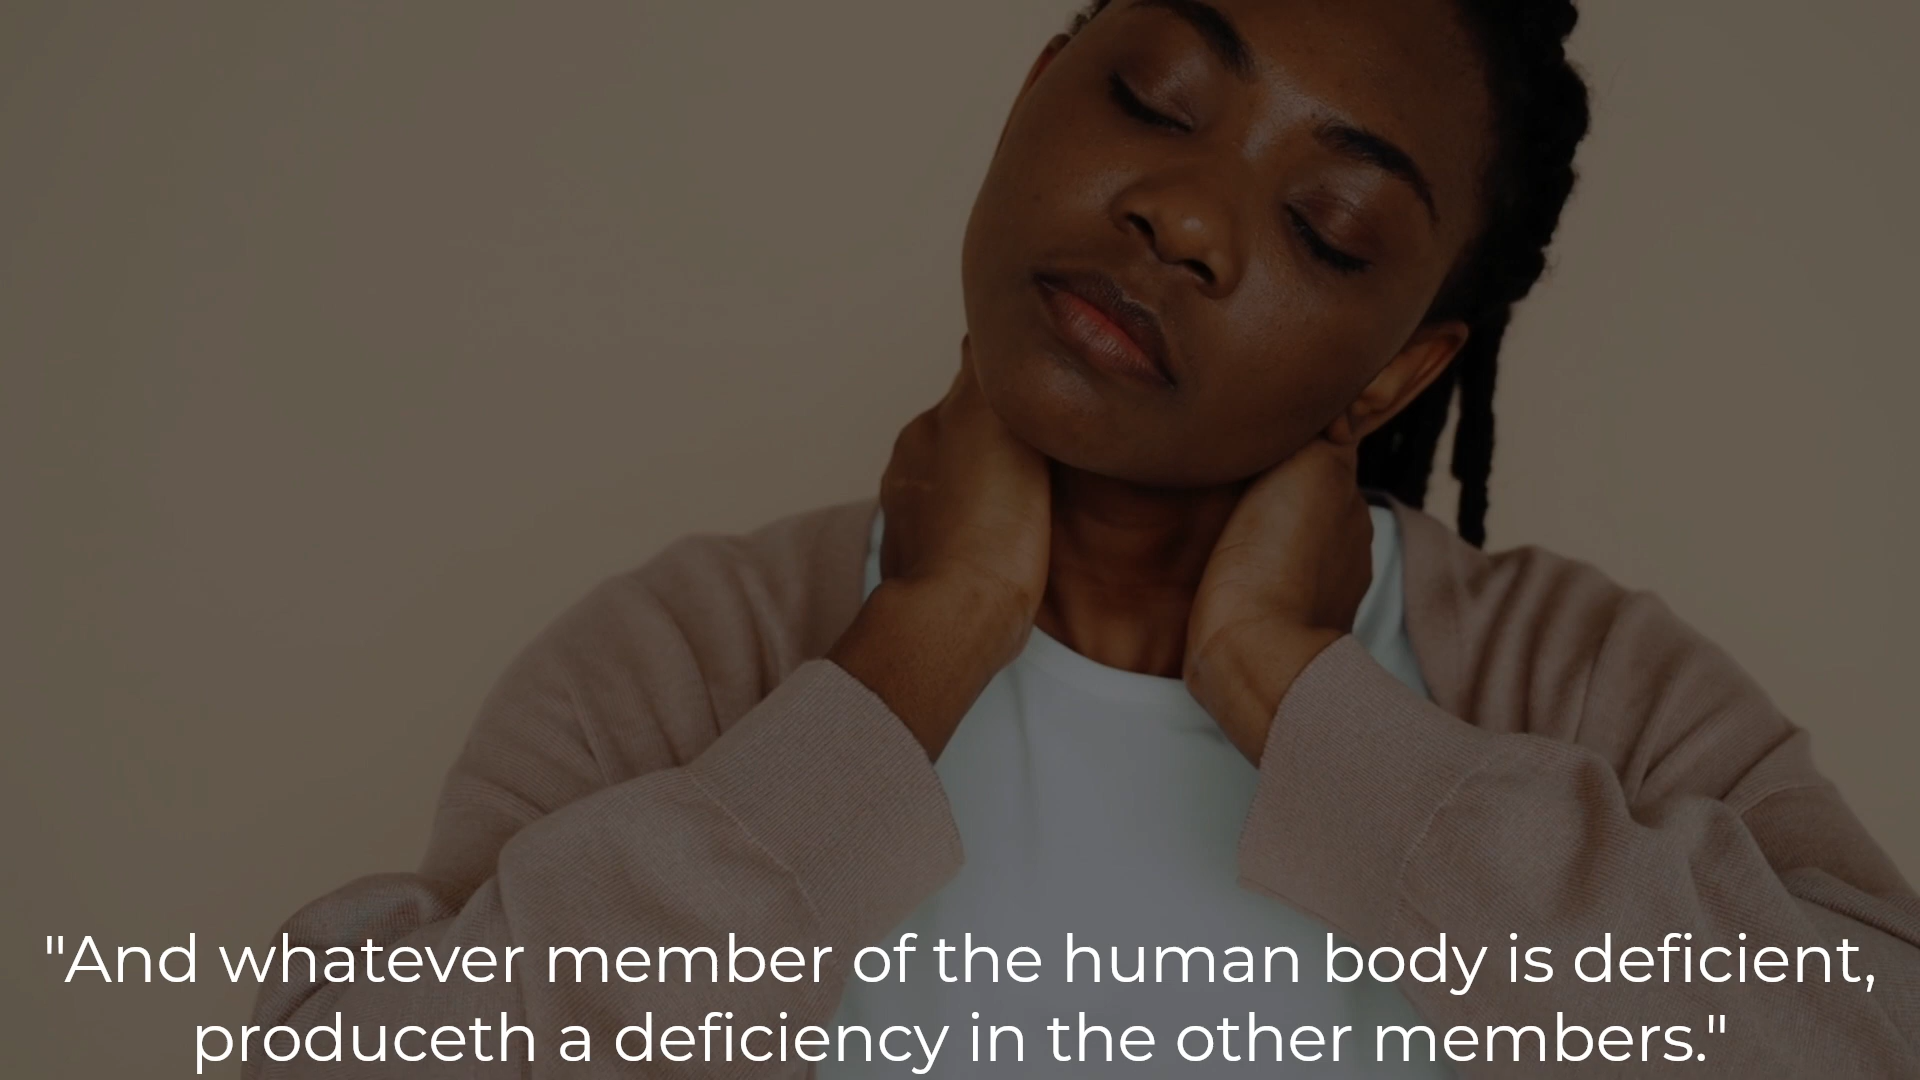 "And whatever member of the human body is deficient,
produceth a deficiency in the other members."